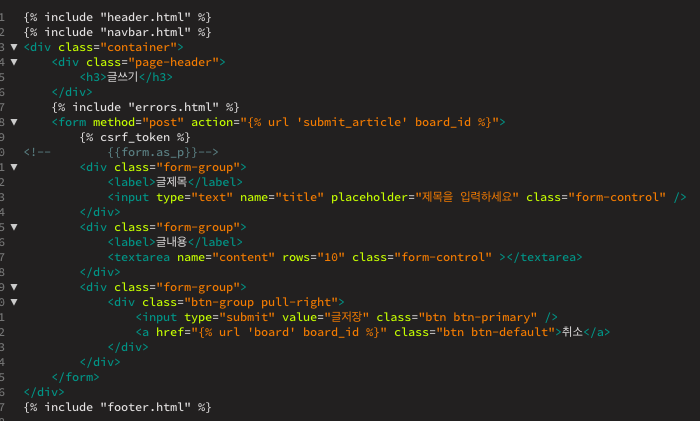 1 {% include "header.html" %}
2 {% include "navbar.html" %}
3 ▼ <div class="container">
4 ▼     <div class="page-header">
5         <h3>글쓰기</h3>
6     </div>
7     {% include "errors.html" %}
8 ▼     <form method="post" action="{% url 'submit_article' board_id %}">
9         {% csrf_token %}
0 <!--        {{form.as_p}}-->
1 ▼         <div class="form-group">
2             <label>글제목</label>
3             <input type="text" name="title" placeholder="제목을 입력하세요" class="form-control" />
4         </div>
5 ▼         <div class="form-group">
6             <label>글내용</label>
7             <textarea name="content" rows="10" class="form-control" ></textarea>
8         </div>
9 ▼         <div class="form-group">
0 ▼             <div class="btn-group pull-right">
1                 <input type="submit" value="글저장" class="btn btn-primary" />
2                 <a href="{% url 'board' board_id %}" class="btn btn-default">취소</a>
3             </div>
4         </div>
5     </form>
6 </div>
7 {% include "footer.html" %}